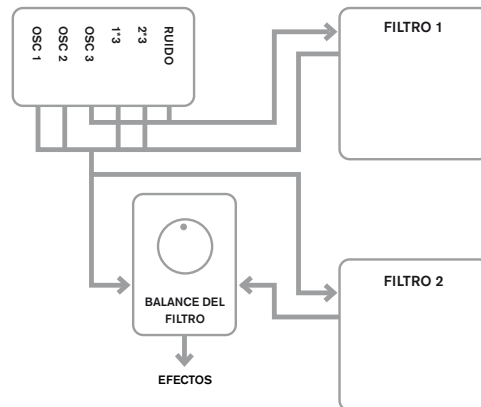 OSC 1
OSC 2
OSC 3
1*3
2*3
RUIDO
FILTRO 1
BALANCE DEL
FILTRO
EFECTOS
FILTRO 2